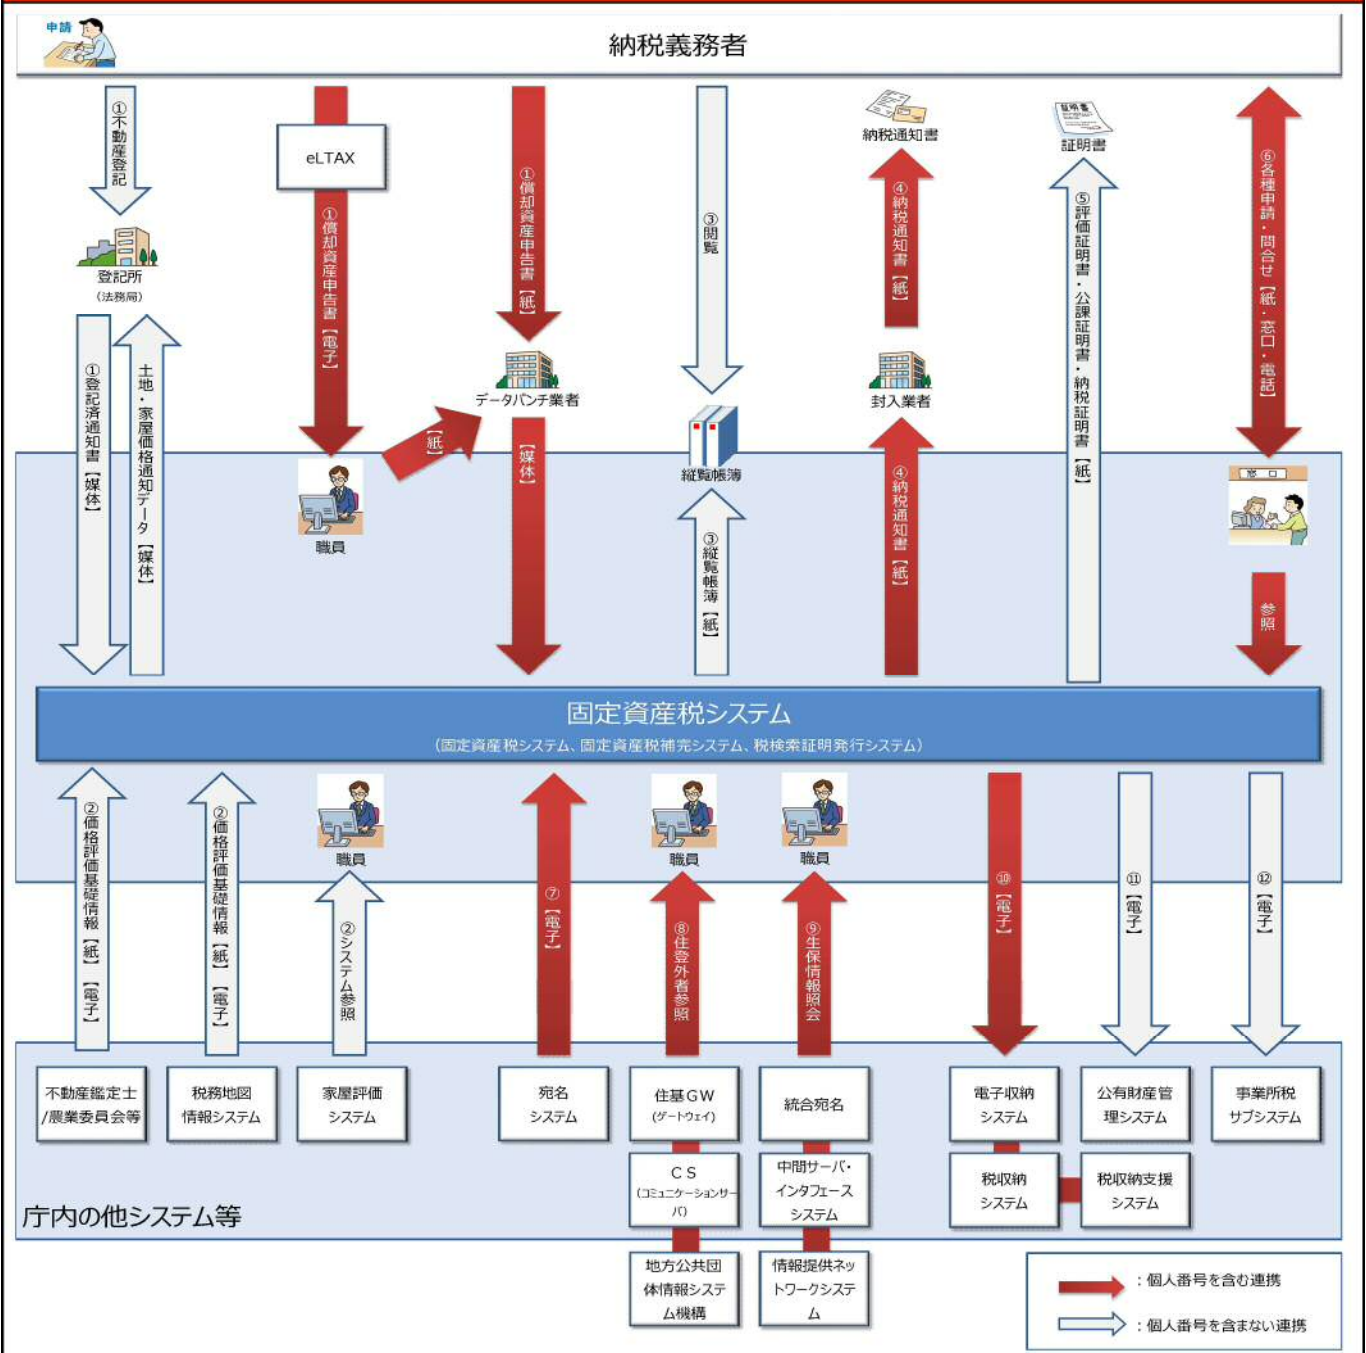 申請
納税義務者
①不動産登記
eLTAX
①償却資産申告書【電子】
①償却資産申告書【紙】
③閲覧
納税通知書
④納税通知書【紙】
証明書
証明書
⑤評価証明書・公課証明書・納税証明書【紙】
⑥各種申請・問合せ【紙・窓口・電話】
登記所
(法務局)
①登記済通知書【媒体】
土地・家屋価格通知データ【媒体】
データパンチ業者
【紙】
【媒体】
職員
縦覧帳簿
③縦覧帳簿【紙】
封入業者
④納税通知書【紙】
窓口
参照
固定資産税システム
(固定資産税システム、固定資産税補完システム、税検索証明発行システム)
②価格評価基礎情報【紙】【電子】
②価格評価基礎情報【紙】【電子】
職員
②システム参照
⑦【電子】
職員
⑧住登外者参照
職員
⑨生保情報照会
⑩【電子】
⑪【電子】
⑫【電子】
不動産鑑定士
/農業委員会等
税務地図
情報システム
家屋評価
システム
宛名
システム
住基GW
(ゲートウェイ)
統合宛名
電子収納
システム
公有財産管
理システム
事業所税
サブシステム
CS
(コミュニケーションサー
バ)
中間サーバ・
インタフェース
システム
税収納
システム
税収納支援
システム
庁内の他システム等
地方公共団
体情報システ
ム機構
情報提供ネッ
トワークシステ
ム
：個人番号を含む連携
：個人番号を含まない連携